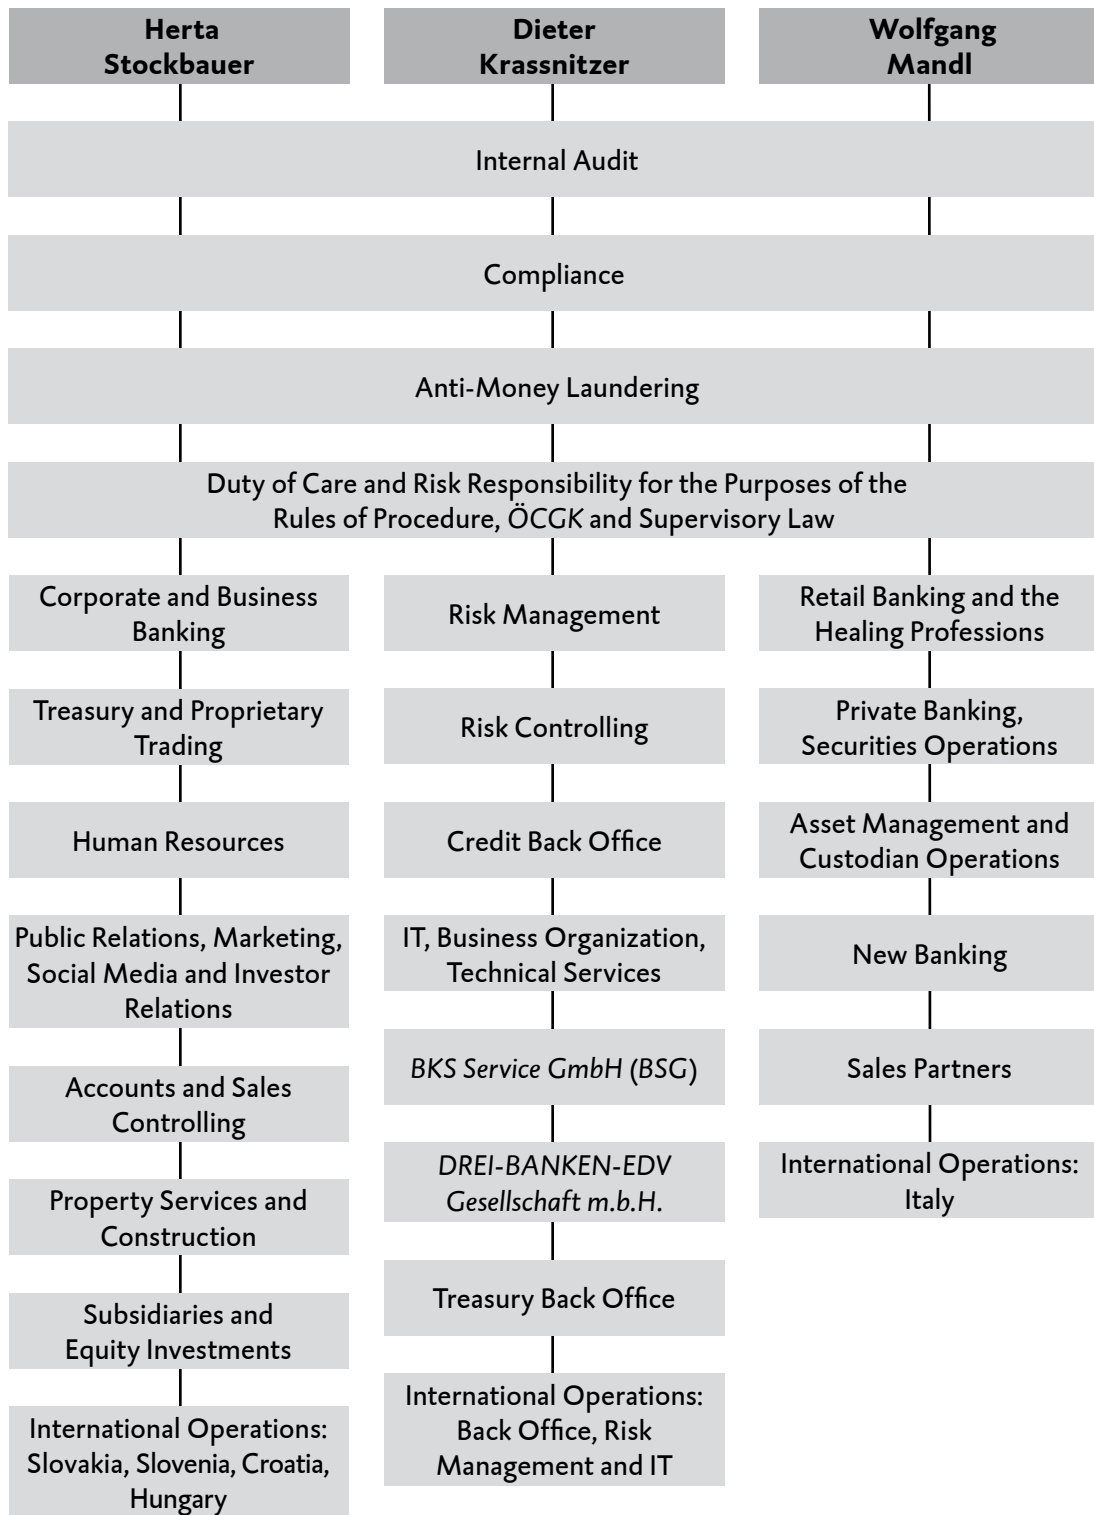 Herta
Stockbauer
Dieter
Krassnitzer
Wolfgang
Mandl
Internal Audit
Compliance
Anti-Money Laundering
Duty of Care and Risk Responsibility for the Purposes of the
Rules of Procedure, ÖCGK and Supervisory Law
Corporate and Business
Banking
Treasury and Proprietary
Trading
Human Resources
Public Relations, Marketing,
Social Media and Investor
Relations
Accounts and Sales
Controlling
Property Services and
Construction
Subsidiaries and
Equity Investments
International Operations:
Slovakia, Slovenia, Croatia,
Hungary
Risk Management
Risk Controlling
Credit Back Office
IT, Business Organization,
Technical Services
BKS Service GmbH (BSG)
DREI-BANKEN-EDV
Gesellschaft m.b.H.
Treasury Back Office
International Operations:
Back Office, Risk
Management and IT
Retail Banking and the
Healing Professions
Private Banking,
Securities Operations
Asset Management and
Custodian Operations
New Banking
Sales Partners
International Operations:
Italy